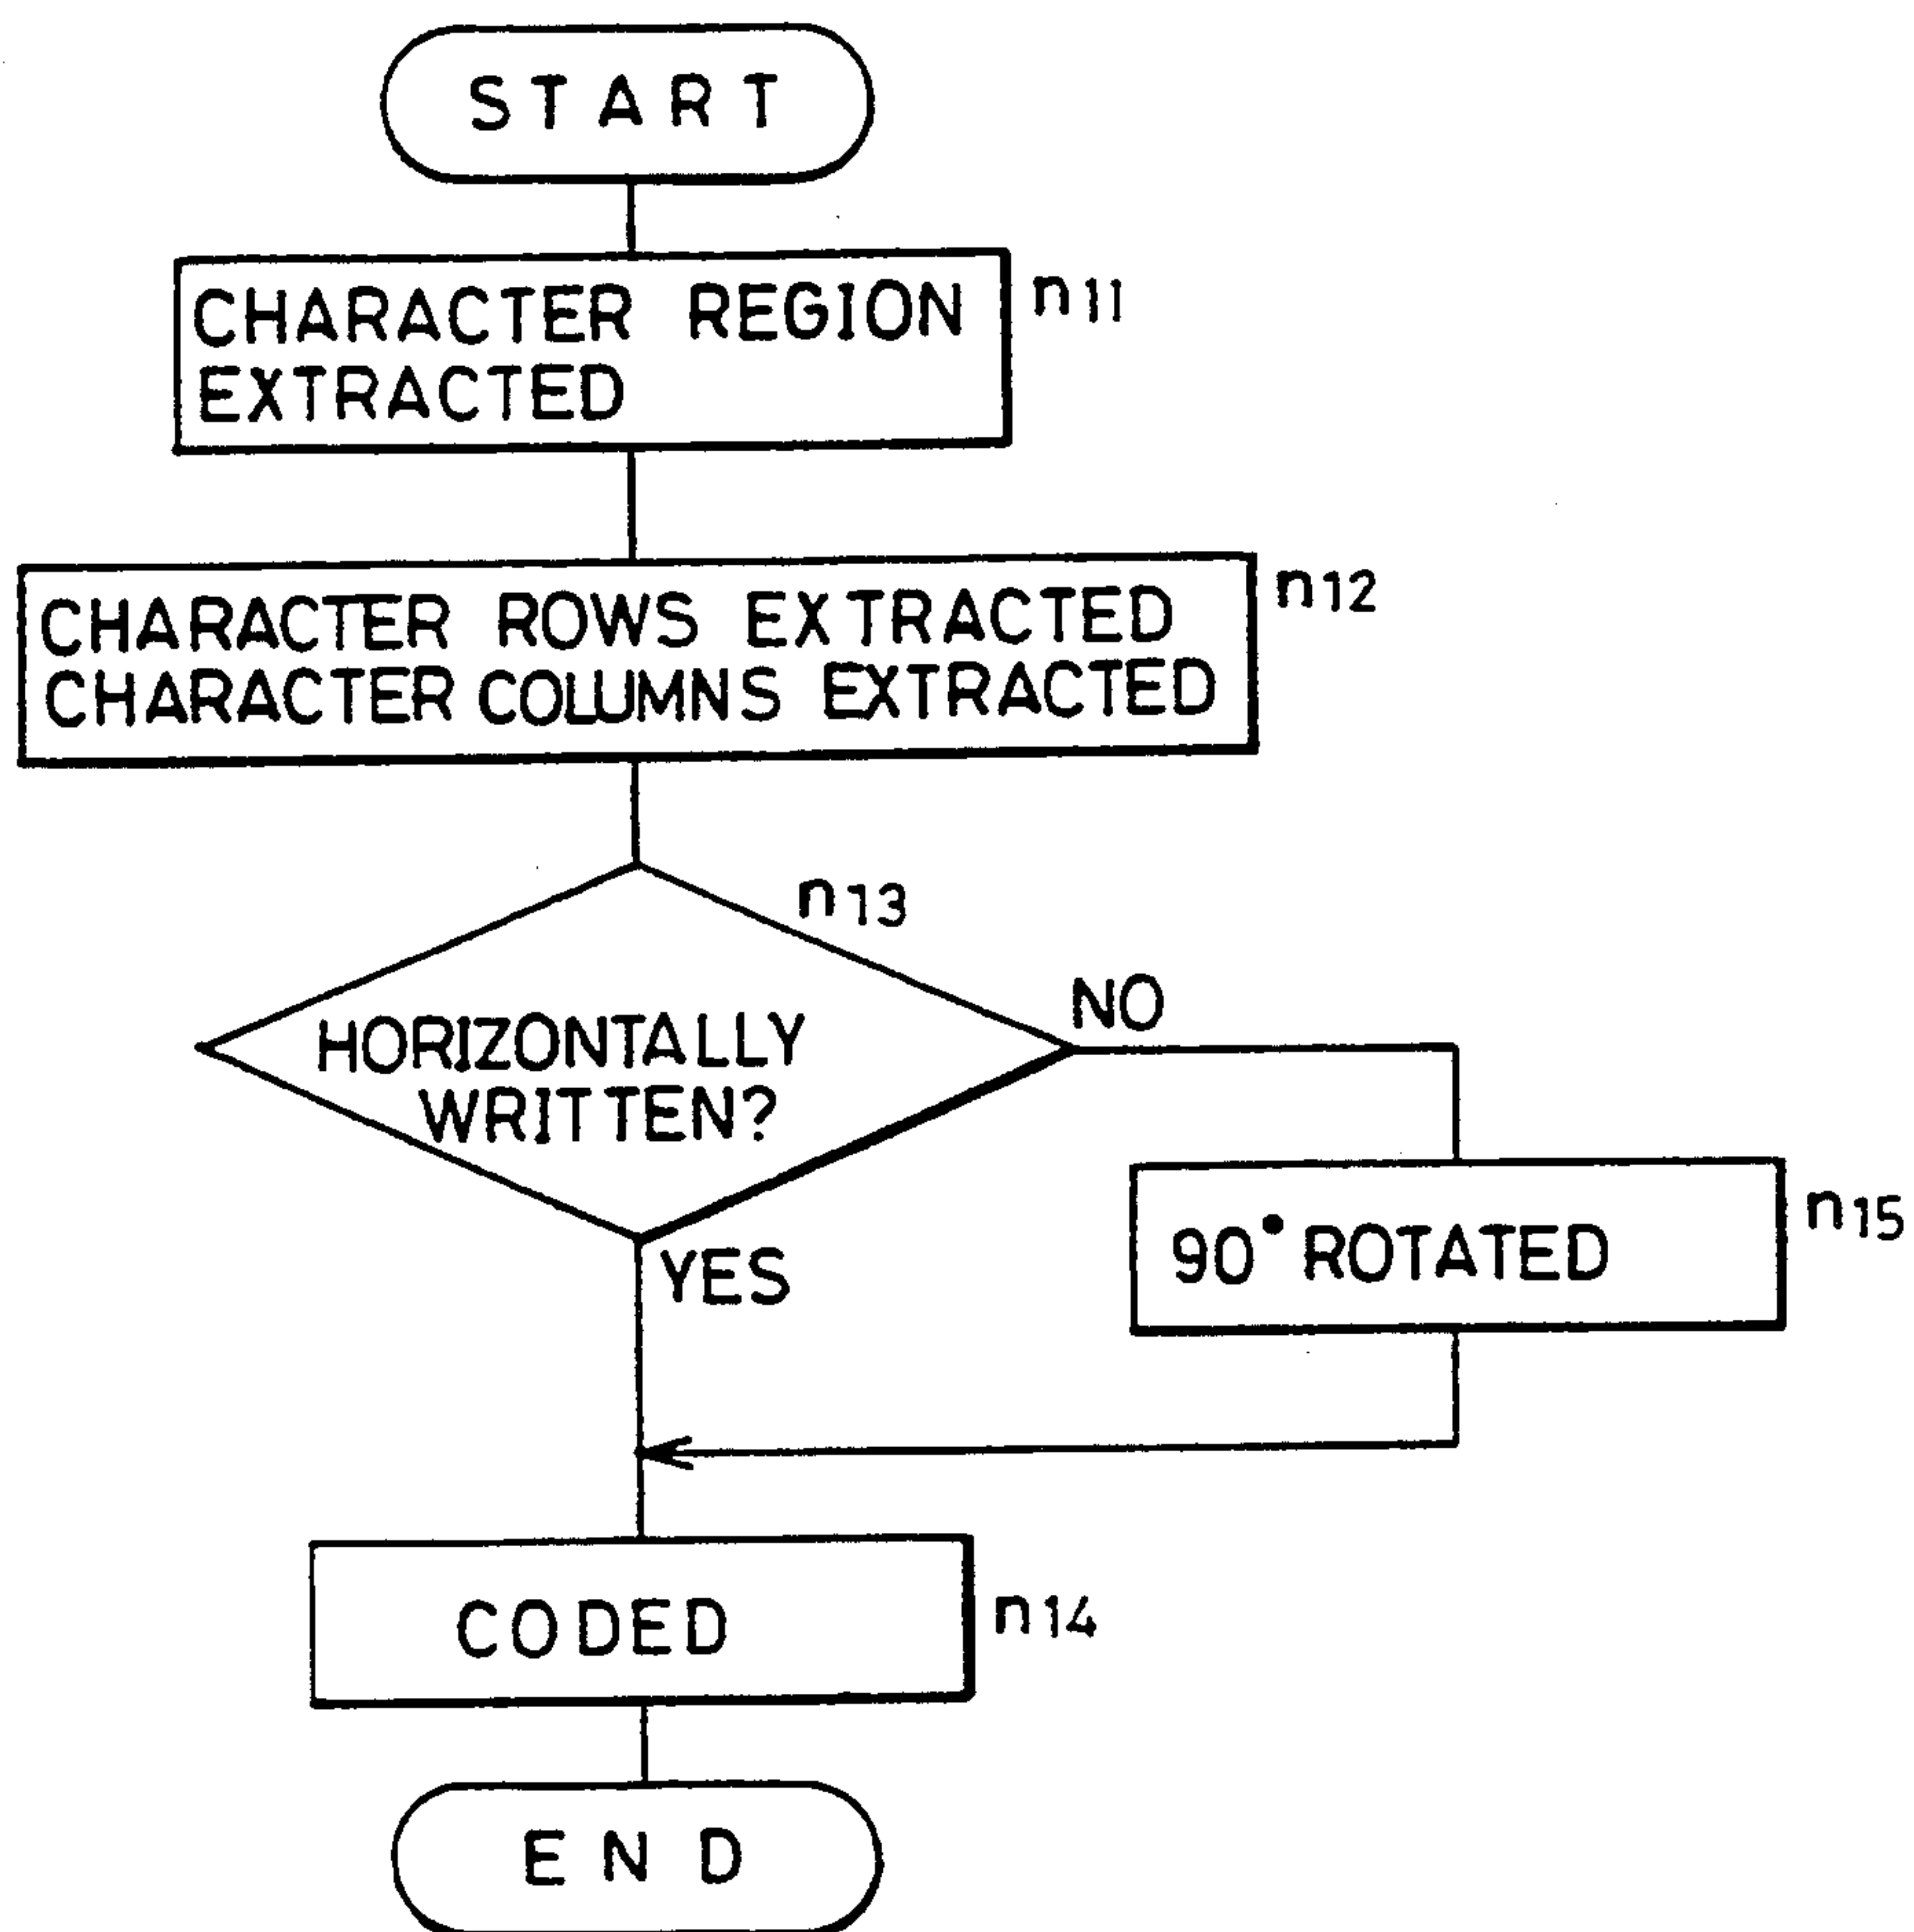 START
CHARACTER REGION
EXTRACTED
n11
CHARACTER ROWS EXTRACTED
CHARACTER COLUMNS EXTRACTED
n12
n13
HORIZONTALLY
WRITTEN?
NO
YES
90° ROTATED
n15
CODED
n14
END